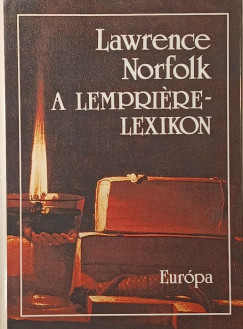 Lawrence
Norfolk
A LEMPRIÈRE-
LEXIKON
Európa